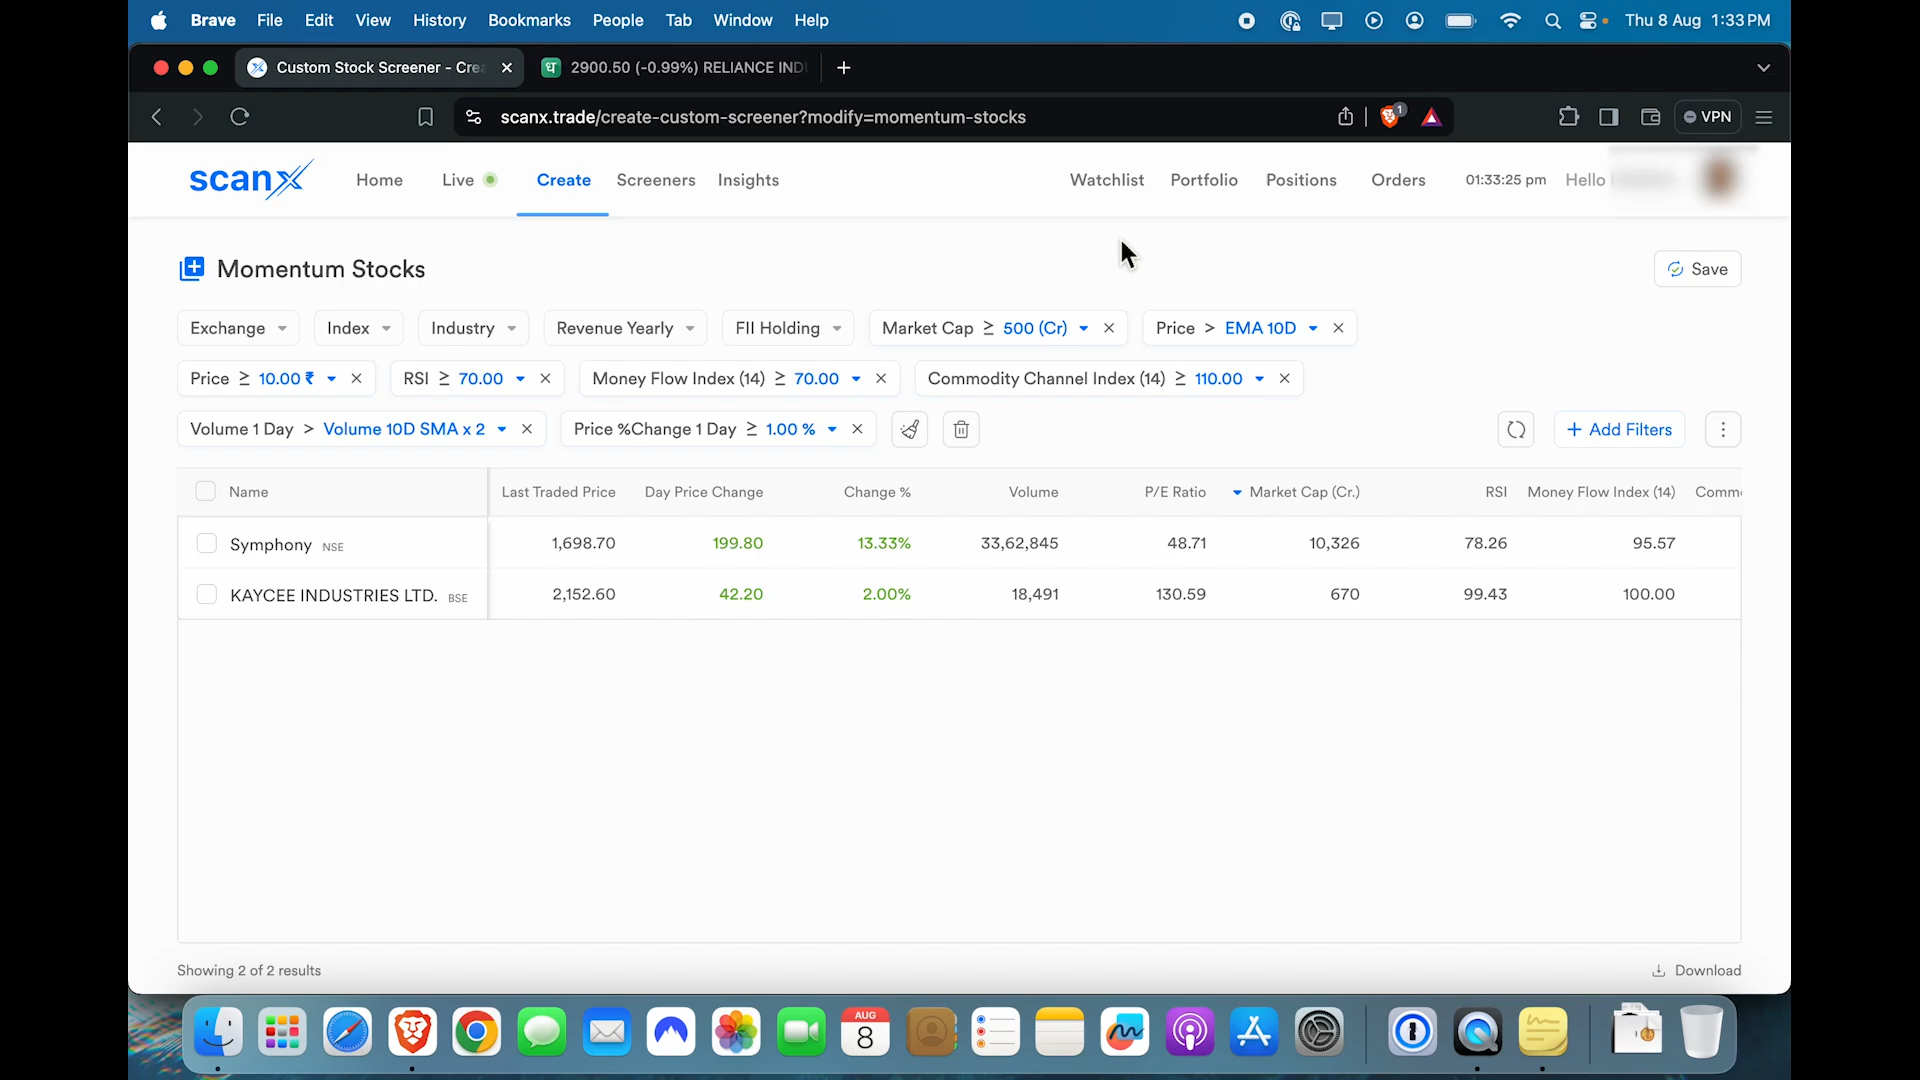 Brave File Edit View History Bookmarks People Tab Window Help Thu 8 Aug 1:33 PM
Custom Stock Screener - Cre 2900.50 (-0.99%) RELIANCE IND
scanx.trade/create-custom-screener?modify=momentum-stocks 1 VPN
scanx Home Live Create Screeners Insights Watchlist Portfolio Positions Orders 01:33:25 pm Hello
Momentum Stocks Save
Exchange Index Industry Revenue Yearly FII Holding Market Cap ≥ 500 (Cr) Price > EMA 10D
Price ≥ 10.00 ₹ RSI ≥ 70.00 Money Flow Index (14) ≥ 70.00 Commodity Channel Index (14) ≥ 110.00
Volume 1 Day > Volume 10D SMA x 2 Price %Change 1 Day ≥ 1.00 % + Add Filters
Name Last Traded Price Day Price Change Change % Volume P/E Ratio Market Cap (Cr.) RSI Money Flow Index (14) Comm
Symphony NSE 1,698.70 199.80 13.33% 33,62,845 48.71 10,326 78.26 95.57
KAYCEE INDUSTRIES LTD. BSE 2,152.60 42.20 2.00% 18,491 130.59 670 99.43 100.00
Showing 2 of 2 results Download
AUG
8